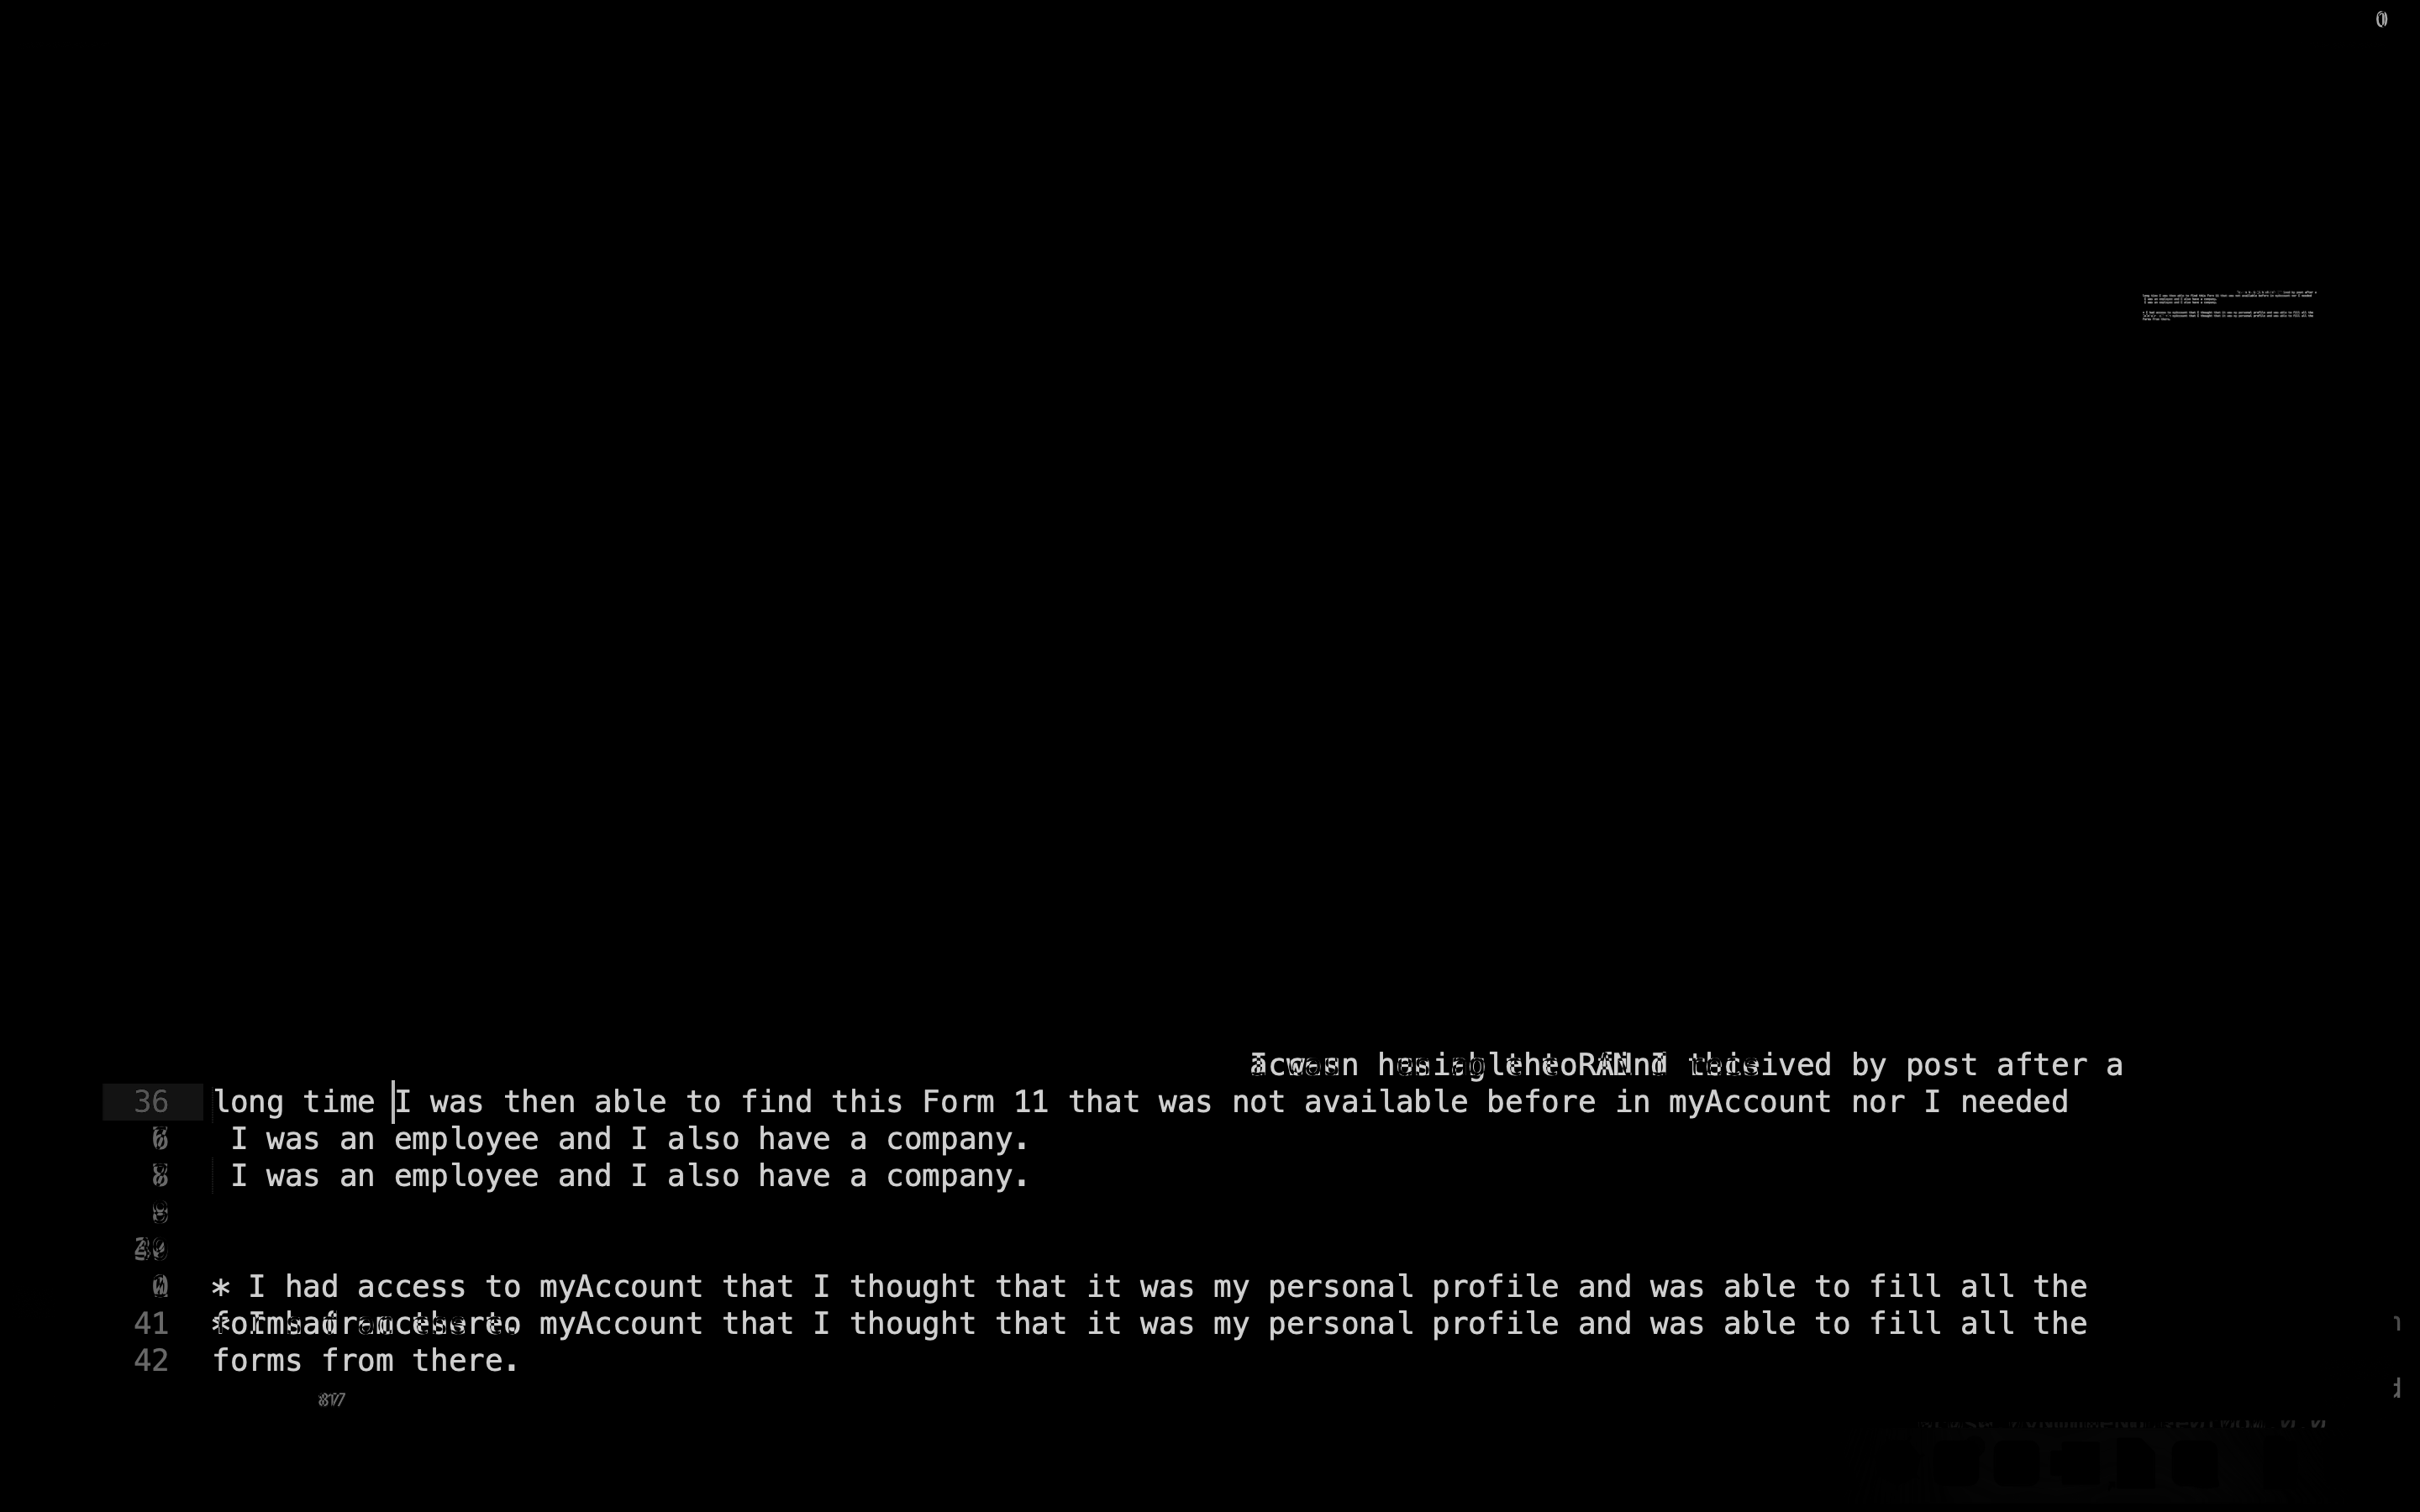 ived by post after a
36 long time I was then able to find this Form 11 that was not available before in myAccount nor I needed
I was an employee and I also have a company.
I was an employee and I also have a company.
* I had access to myAccount that I thought that it was my personal profile and was able to fill all the
41 myAccount that I thought that it was my personal profile and was able to fill all the
42 forms from there.